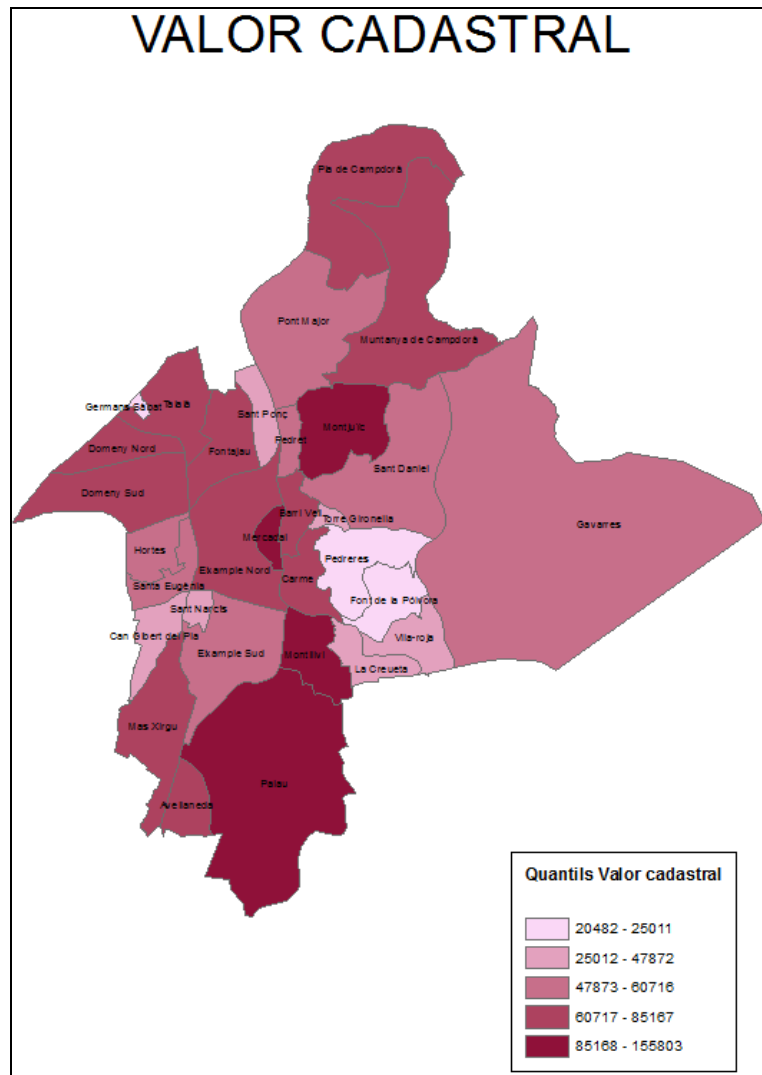 VALOR CADASTRAL
Pla de Campdorà
Pont Major
Muntanya de Campdorà
Germans Sàbat
Taialà
Sant Ponç
Pedret
Montjuïc
Domeny Nord
Fontajau
Sant Daniel
Domeny Sud
Barri Vell
Torre Gironella
Gavarres
Mercadal
Hortes
Pedreres
Eixample Nord
Carme
Santa Eugènia
Font de la Pólvora
Sant Narcís
Can Gibert del Pla
Vila-roja
Eixample Sud
Montilivi
La Creueta
Mas Xirgu
Palau
Avellaneda
Quantils Valor cadastral
20482 - 25011
25012 - 47872
47873 - 60716
60717 - 85167
85168 - 155803